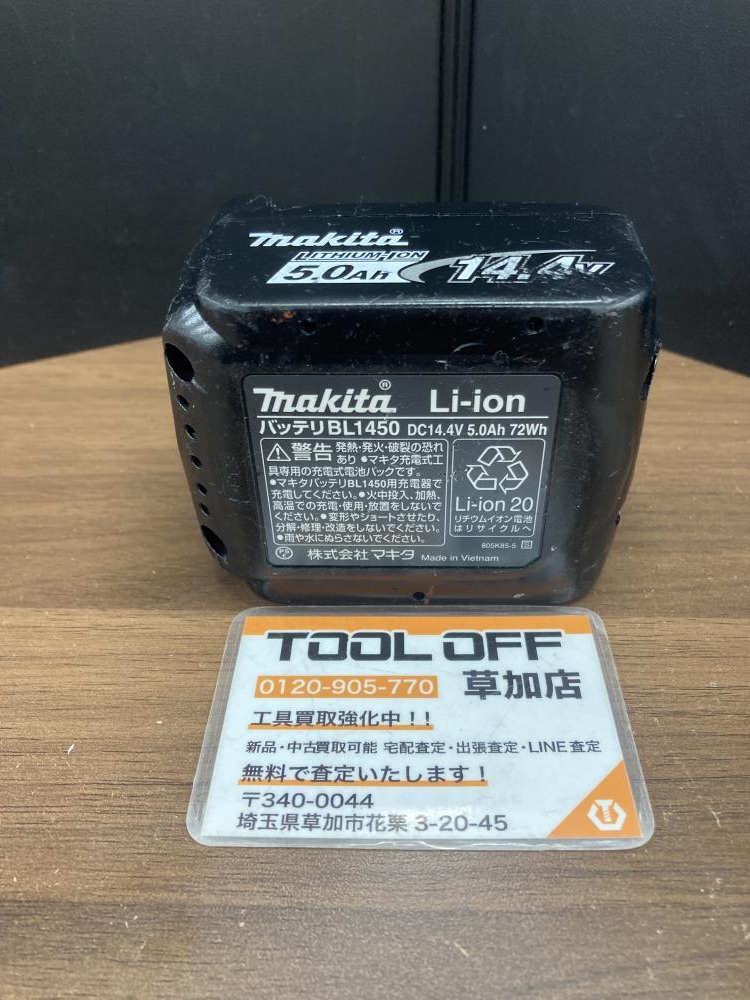 makita®
LITHIUM-ION
5.0Ah 14.4V
makita® Li-ion
バッテリBL1450 DC14.4V 5.0Ah 72Wh
警告 発熱・発火・破裂の恐れ
あり ●マキタ充電式工
具専用の充電式電池パックです。
●マキタバッテリBL1450用充電器で
充電してください。●火中投入、加熱、
高温での充電・使用・放置をしないで
ください。●変形やショートさせたり、
分解・修理・改造をしないでください。
●雨や水にぬらさないでください。
Li-ion 20
リチウムイオン電池
はリサイクルへ
805K85-5
PSE 株式会社マキタ Made in Vietnam
TOOL OFF
0120-905-770 草加店
工具買取強化中!!
新品・中古買取可能 宅配査定・出張査定・LINE査定
無料で査定いたします!
〒340-0044
埼玉県草加市花栗 3-20-45